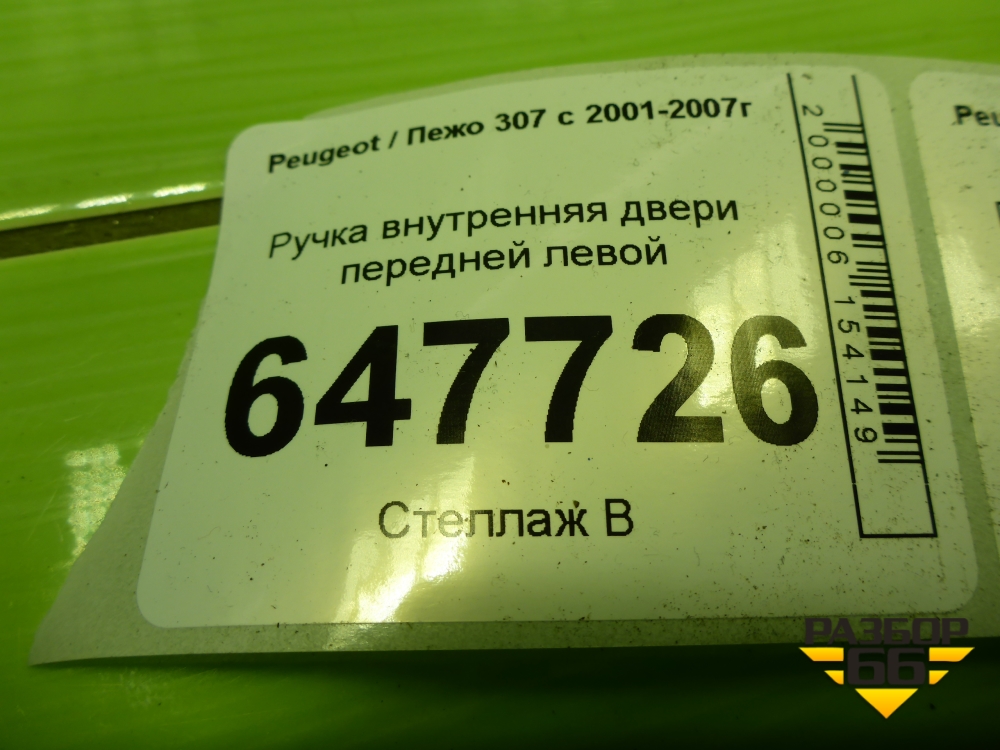 Peugeot / Пежо 307 с 2001-2007г
Ручка внутренняя двери
передней левой
647726
Стеллаж В
2000006154149
Peu
РАЗБОР
66